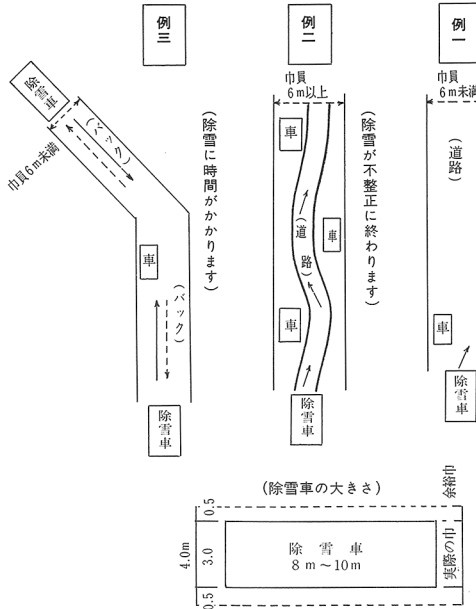 例一
巾員
6m未満
（道路）
車
除雪車
例二
巾員
6m以上
車
車
（道路）
車
除雪車
（除雪が不整正に終わります）
例三
除雪車
巾員6m未満
（バック）
車
（バック）
除雪車
（除雪に時間がかかります）
（除雪車の大きさ）
余裕巾
0.5
4.0m
3.0
除雪車
8m～10m
実際の巾
0.5